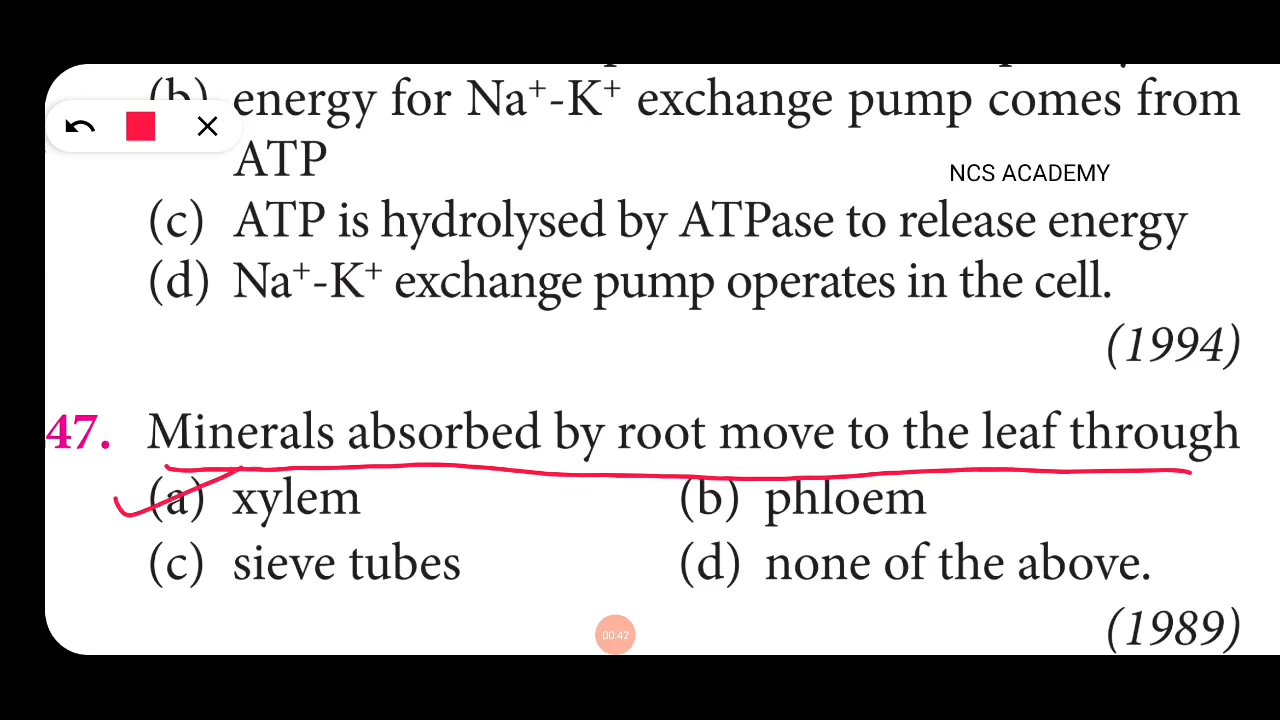 (b) energy for Na⁺-K⁺ exchange pump comes from
ATP
NCS ACADEMY
(c) ATP is hydrolysed by ATPase to release energy
(d) Na⁺-K⁺ exchange pump operates in the cell.
(1994)
47. Minerals absorbed by root move to the leaf through
(a) xylem (b) phloem
(c) sieve tubes (d) none of the above.
00:42
(1989)